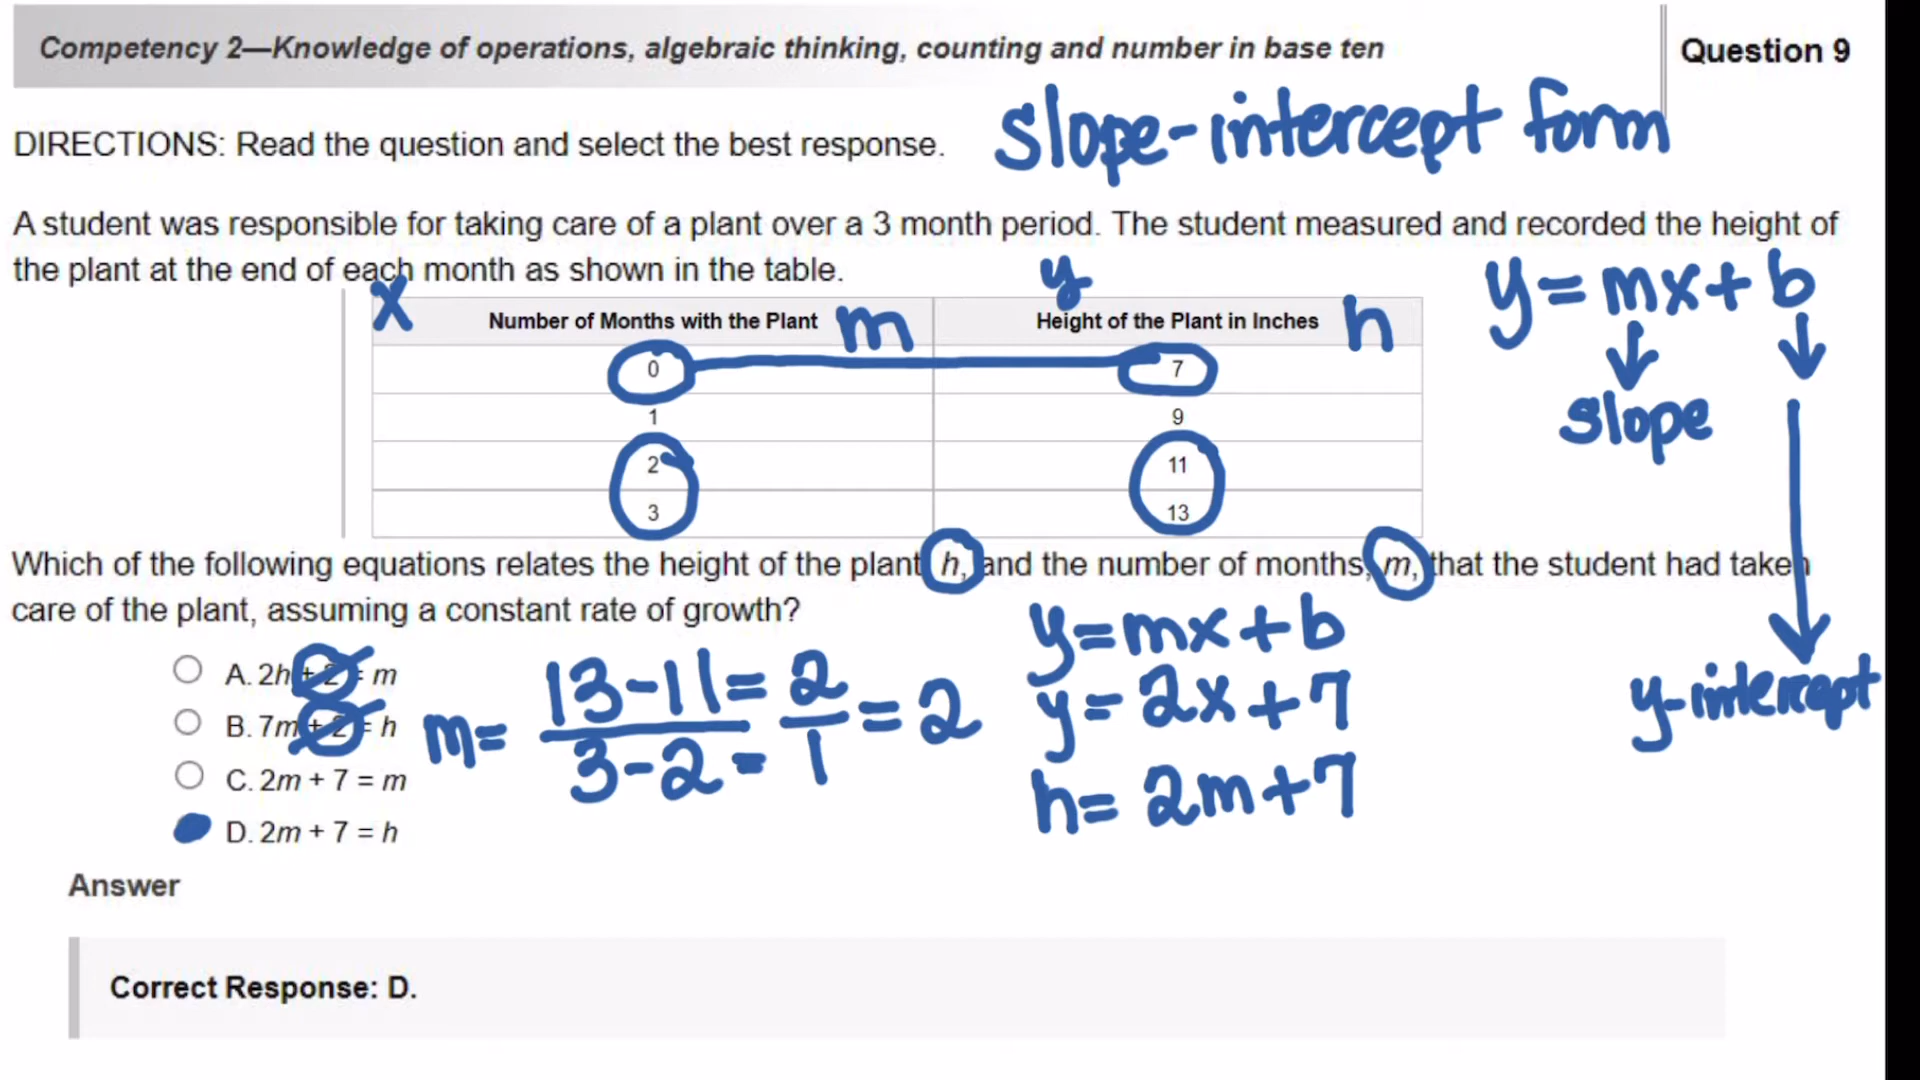 Competency 2—Knowledge of operations, algebraic thinking, counting and number in base ten
Question 9
DIRECTIONS: Read the question and select the best response.
slope-intercept form
A student was responsible for taking care of a plant over a 3 month period. The student measured and recorded the height of
the plant at the end of each month as shown in the table.
y = mx + b
slope
y-intercept
x y
Number of Months with the Plant m Height of the Plant in Inches h
0 7
1 9
2 11
3 13
Which of the following equations relates the height of the plant h, and the number of months, m, that the student had taken
care of the plant, assuming a constant rate of growth?
A. 2h + 2 = m
B. 7m + 2 = h
C. 2m + 7 = m
D. 2m + 7 = h
m = 13-11 = 2 = 2
3-2 = 1
y = mx + b
y = 2x + 7
h = 2m + 7
Answer
Correct Response: D.